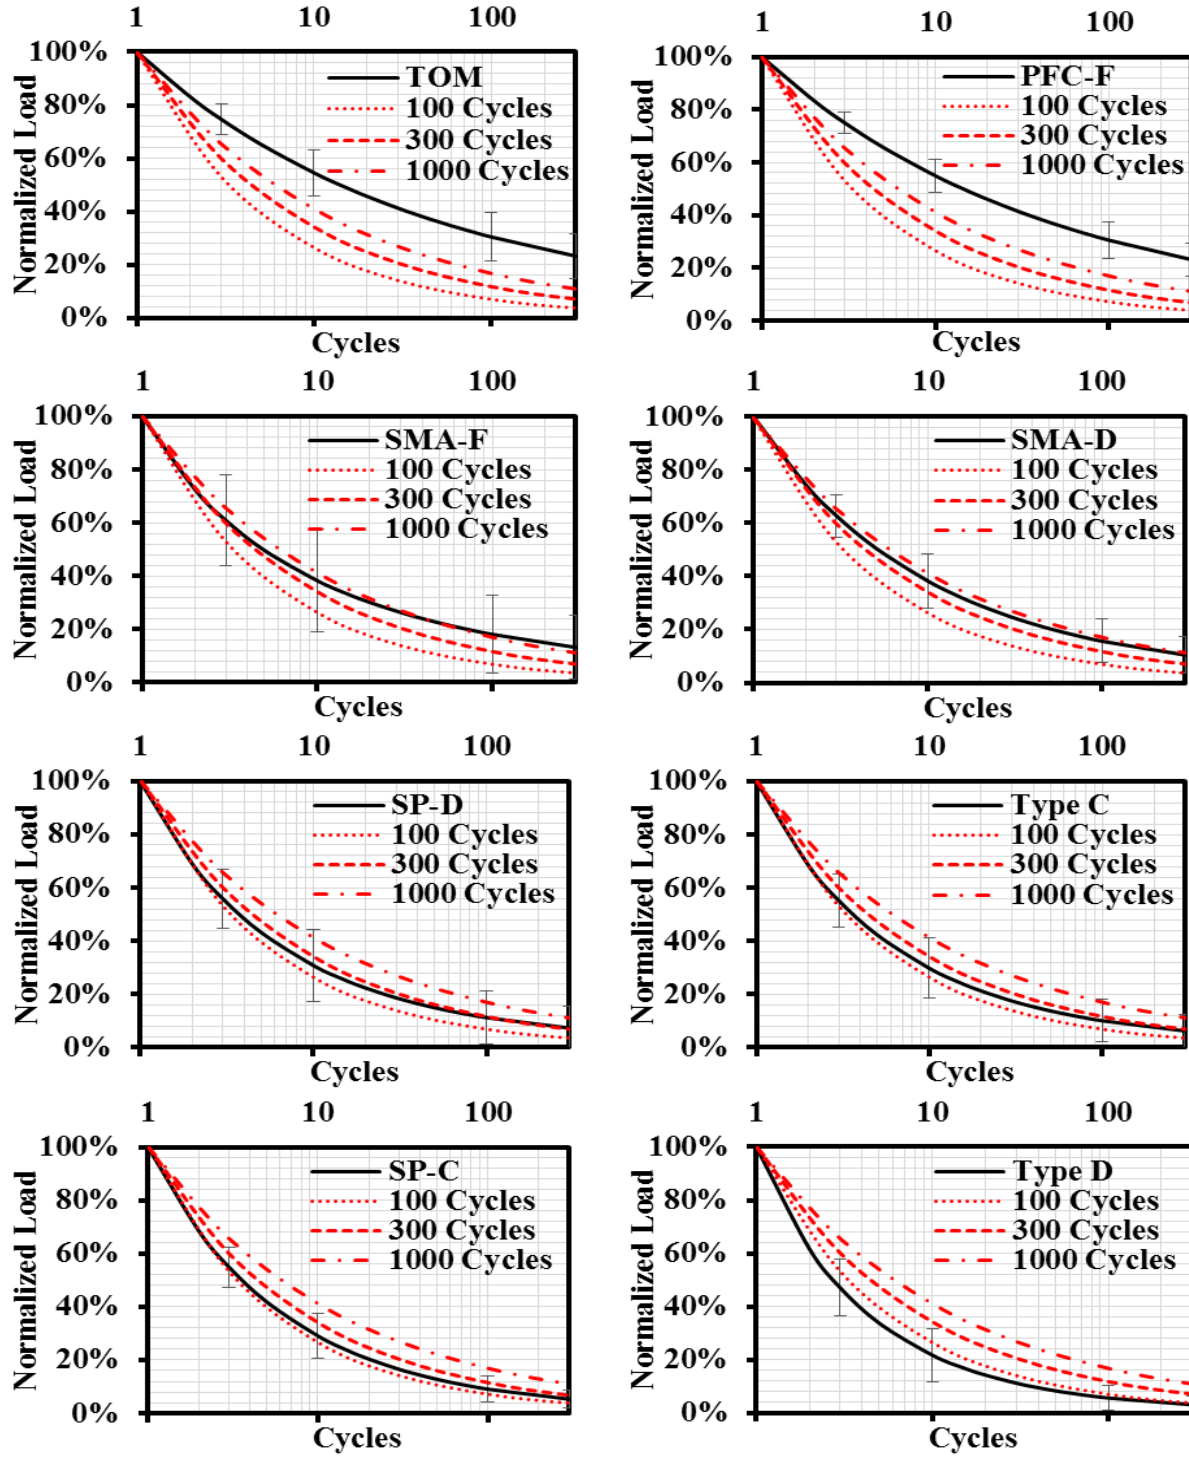 1 10 100
100%
80%
60%
40%
20%
0%
Normalized Load
TOM
100 Cycles
300 Cycles
1000 Cycles
Cycles
1 10 100
100%
80%
60%
40%
20%
0%
Normalized Load
PFC-F
100 Cycles
300 Cycles
1000 Cycles
Cycles
1 10 100
100%
80%
60%
40%
20%
0%
Normalized Load
SMA-F
100 Cycles
300 Cycles
1000 Cycles
Cycles
1 10 100
100%
80%
60%
40%
20%
0%
Normalized Load
SMA-D
100 Cycles
300 Cycles
1000 Cycles
Cycles
1 10 100
100%
80%
60%
40%
20%
0%
Normalized Load
SP-D
100 Cycles
300 Cycles
1000 Cycles
Cycles
1 10 100
100%
80%
60%
40%
20%
0%
Normalized Load
Type C
100 Cycles
300 Cycles
1000 Cycles
Cycles
1 10 100
100%
80%
60%
40%
20%
0%
Normalized Load
SP-C
100 Cycles
300 Cycles
1000 Cycles
Cycles
1 10 100
100%
80%
60%
40%
20%
0%
Normalized Load
Type D
100 Cycles
300 Cycles
1000 Cycles
Cycles